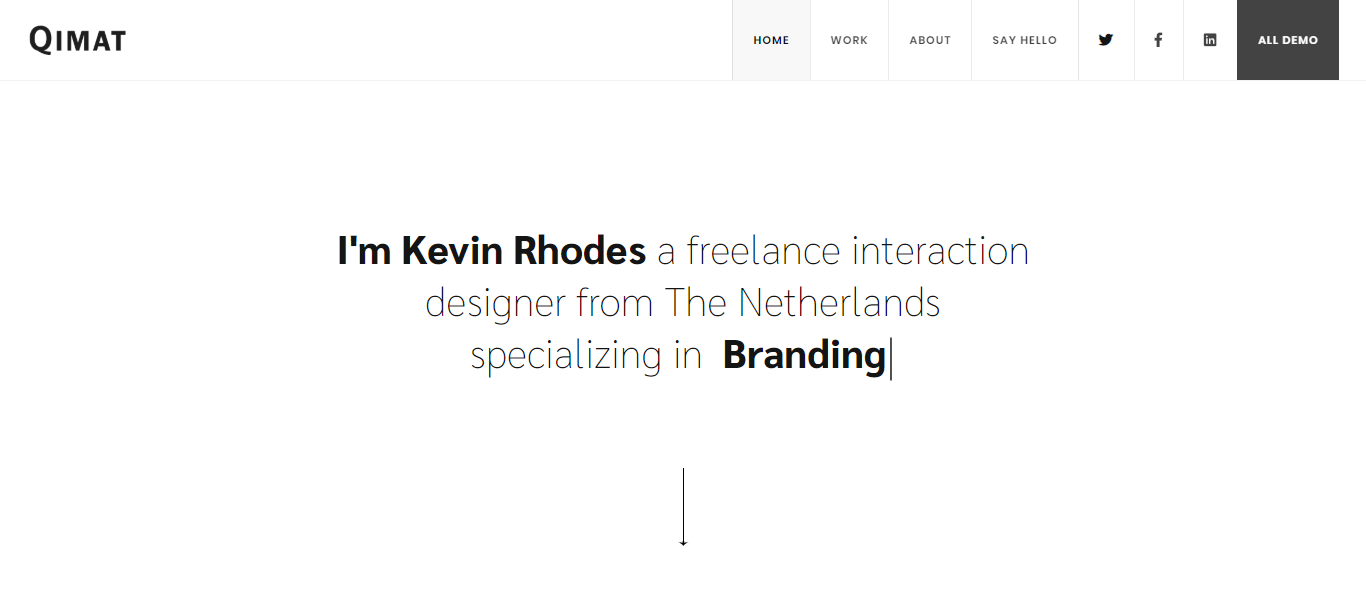 QIMAT
HOME WORK ABOUT SAY HELLO ALL DEMO
I'm Kevin Rhodes a freelance interaction
designer from The Netherlands
specializing in Branding